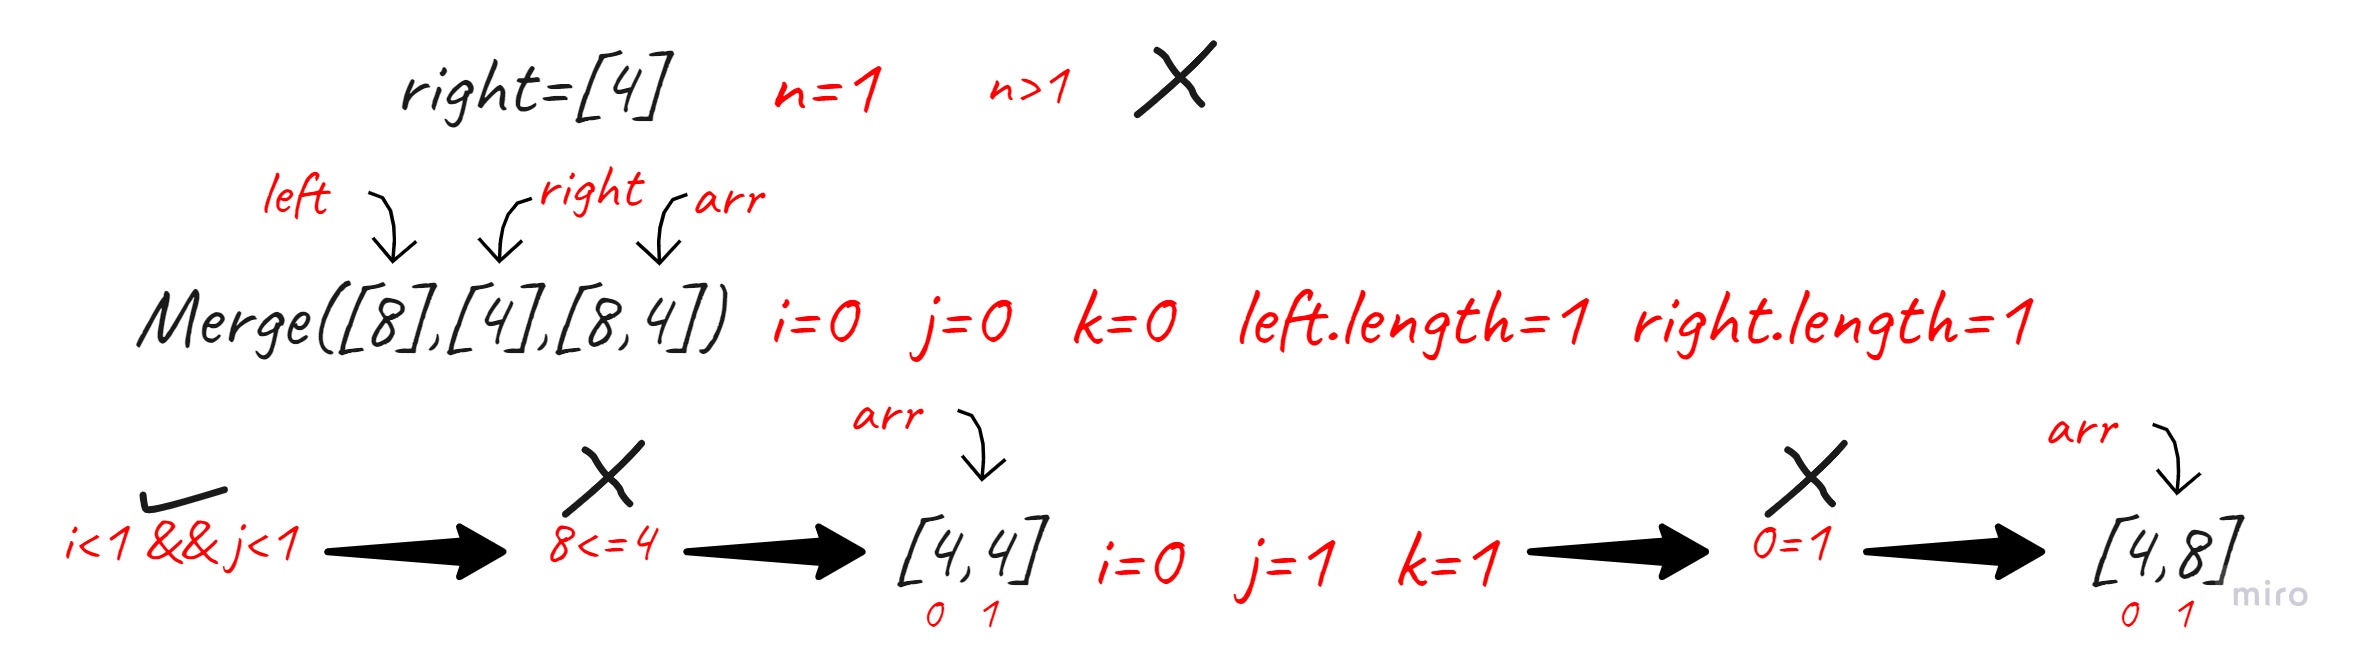 right=[4] n=1 n>1
left right arr
Merge([8],[4],[8,4]) i=0 j=0 k=0 left.length=1 right.length=1
arr arr
i<1 && j<1 8<=4 [4,4] i=0 j=1 k=1 0=1 [4,8]
0 1 0 1
miro